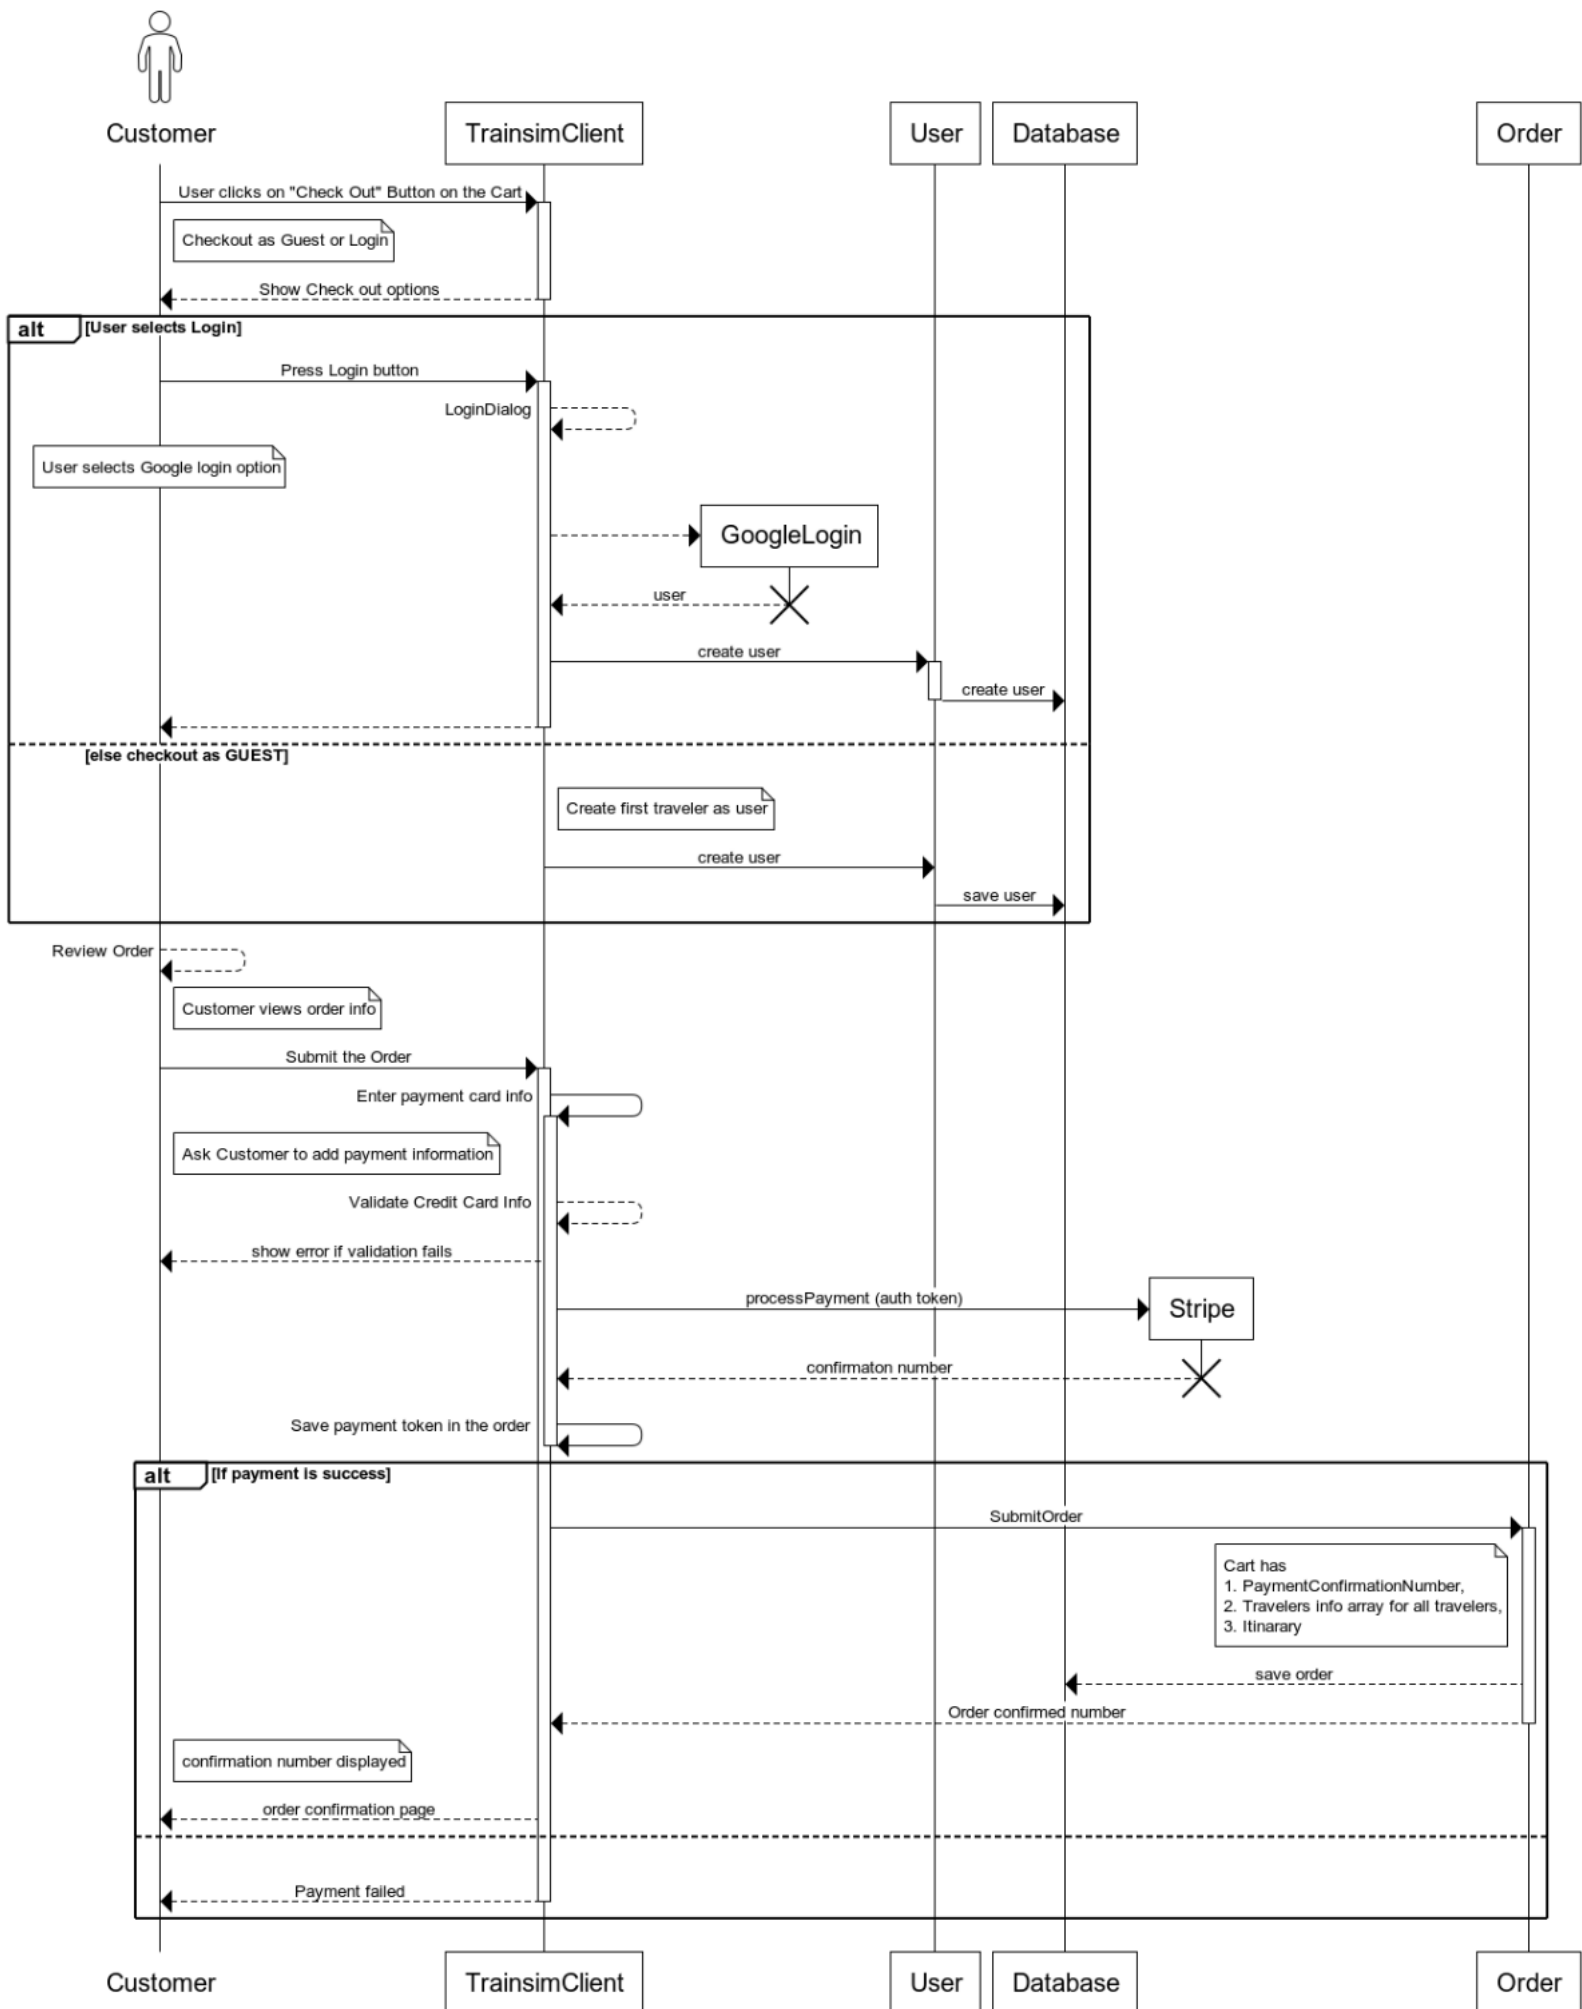 Customer
TrainsimClient
User
Database
Order
User clicks on "Check Out" Button on the Cart
Checkout as Guest or Login
Show Check out options
alt
[User selects Login]
Press Login button
LoginDialog
User selects Google login option
GoogleLogin
user
create user
create user
[else checkout as GUEST]
Create first traveler as user
create user
save user
Review Order
Customer views order info
Submit the Order
Enter payment card info
Ask Customer to add payment information
Validate Credit Card Info
show error if validation fails
processPayment (auth token)
Stripe
confirmaton number
Save payment token in the order
alt
[If payment is success]
SubmitOrder
Cart has
1. PaymentConfirmationNumber,
2. Travelers info array for all travelers,
3. Itinarary
save order
Order confirmed number
confirmation number displayed
order confirmation page
Payment failed
Customer
TrainsimClient
User
Database
Order